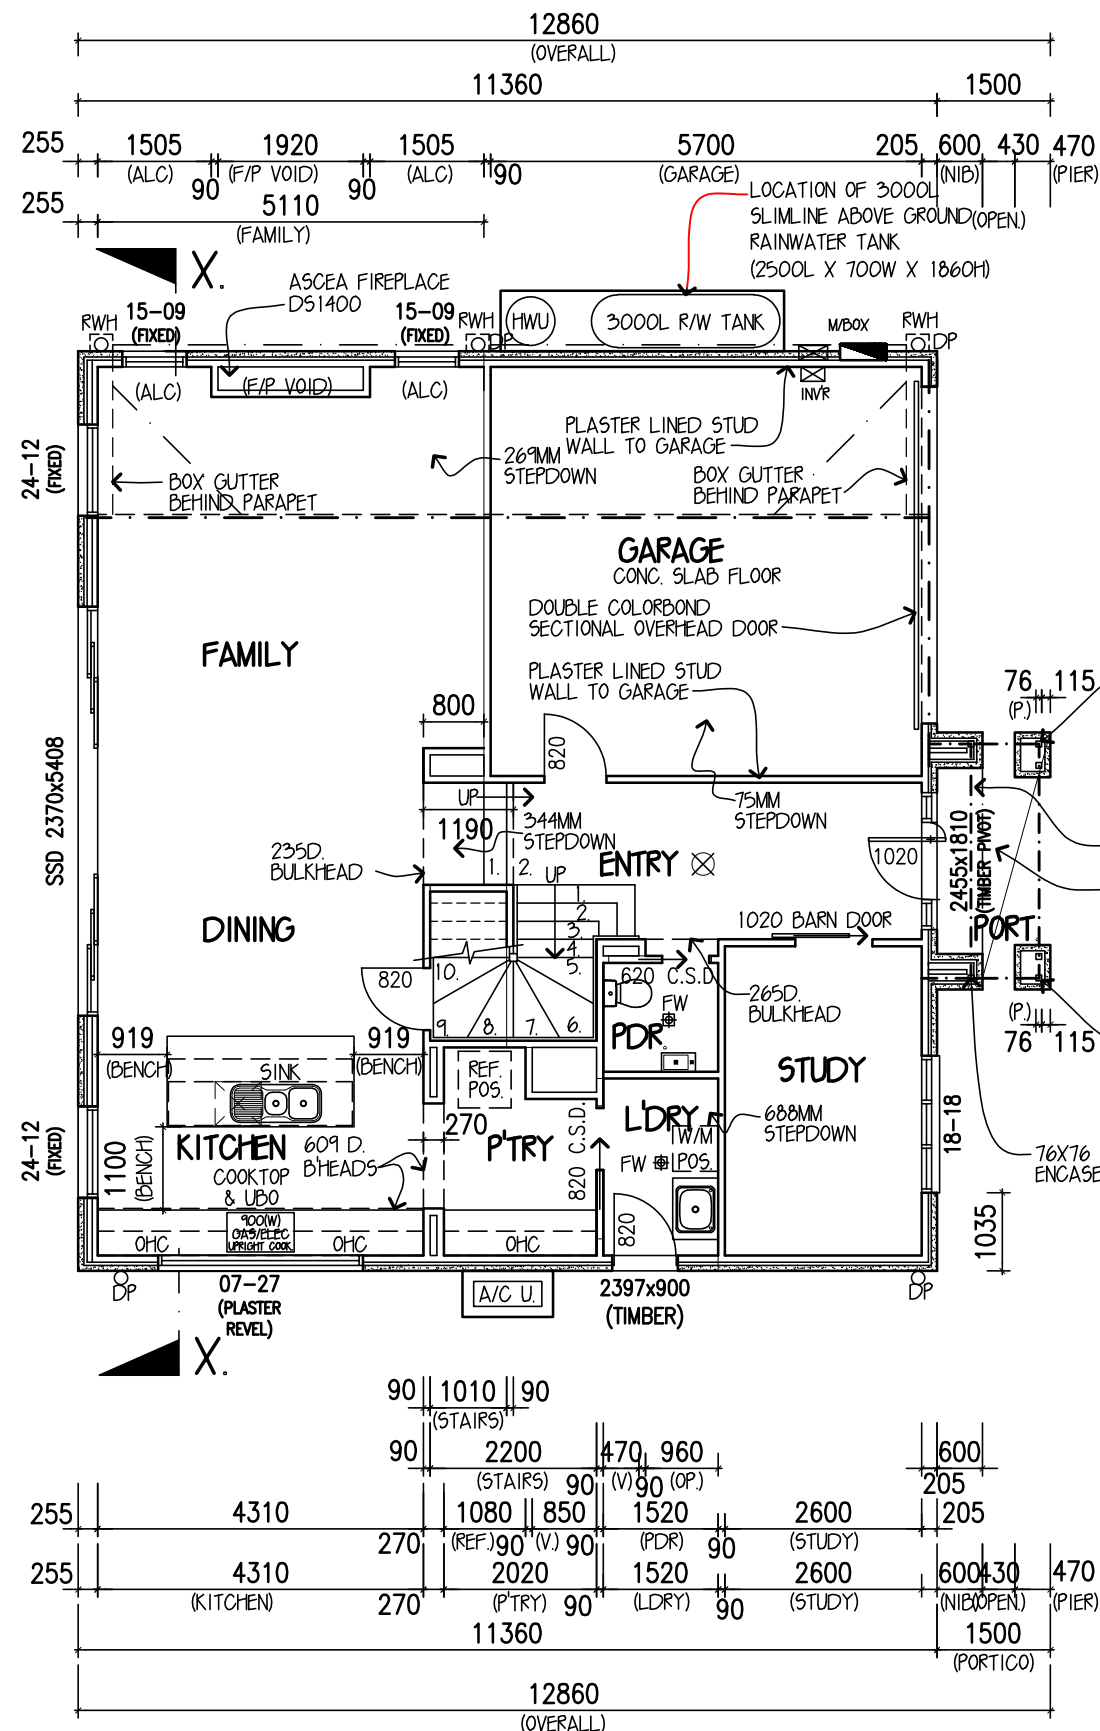 12860
(OVERALL)
11360
1500
255
1505
1920
1505
5700
205
600
430
470
(ALC)
(F/P VOID)
(ALC)
(GARAGE)
(NIB)
(PIER)
90
90
90
255
5110
(FAMILY)
(OPEN.)
LOCATION OF 3000L
SLIMLINE ABOVE GROUND
RAINWATER TANK
(2500L X 700W X 1860H)
X.
ASCEA FIREPLACE
DS1400
15-09
(FIXED)
15-09
(FIXED)
RWH
RWH
DP
HWU
3000L R/W TANK
M/BOX
RWH
DP
(ALC)
(F/P VOID)
(ALC)
INV'R
PLASTER LINED STUD
WALL TO GARAGE
24-12
(FIXED)
269MM
STEPDOWN
BOX GUTTER
BEHIND PARAPET
BOX GUTTER
BEHIND PARAPET
GARAGE
CONC. SLAB FLOOR
DOUBLE COLORBOND
SECTIONAL OVERHEAD DOOR
FAMILY
PLASTER LINED STUD
WALL TO GARAGE
76
115
(P.)
800
820
SSD 2370x5408
UP
1190
344MM
STEPDOWN
75MM
STEPDOWN
235D.
BULKHEAD
1.
2.
UP
ENTRY
1020
2455x1810
(TIMBER PIVOT)
1.
2.
3.
4.
5.
6.
7.
8.
9.
10.
DINING
1020 BARN DOOR
PORT.
820
620 C.S.D.
FW
PDR.
265D.
BULKHEAD
(P.)
76
115
919
(BENCH)
919
(BENCH)
SINK
REF.
POS.
STUDY
24-12
(FIXED)
1100
(BENCH)
KITCHEN
609 D.
B'HEADS
270
P'TRY
820 C.S.D.
L'DRY
W/M
POS.
FW
688MM
STEPDOWN
18-18
76X76
ENCASE
COOKTOP
& UBO
900(W)
GAS/ELEC
UPRIGHT COOK
OHC
OHC
OHC
820
1035
DP
07-27
(PLASTER
REVEL)
A/C U.
2397x900
(TIMBER)
DP
X.
90
1010
90
(STAIRS)
90
2200
470
960
600
(STAIRS)
90
(V)
90
(OP.)
205
255
4310
1080
850
1520
2600
205
270
(REF.)
90
(V.)
90
(PDR)
90
(STUDY)
255
4310
2020
1520
2600
600
430
470
(KITCHEN)
270
(P'TRY)
90
(LDRY)
90
(STUDY)
(NIB)
(OPEN.)
(PIER)
11360
1500
(PORTICO)
12860
(OVERALL)